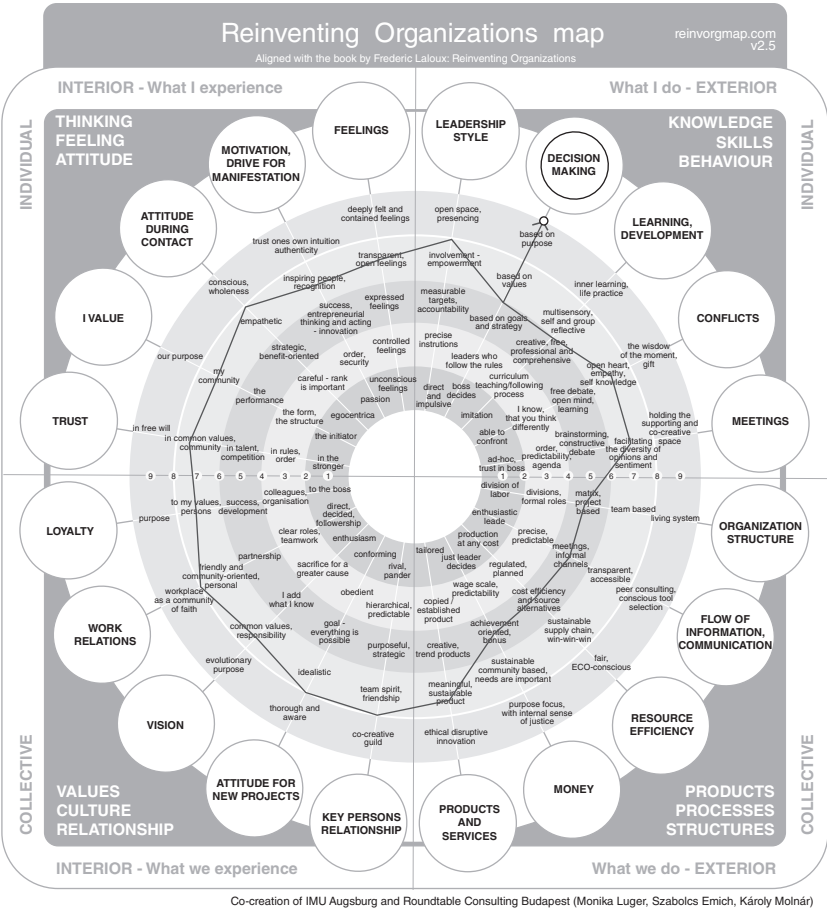 Reinventing Organizations map
reinvorgmap.com
v2.5
Aligned with the book by Frederic Laloux: Reinventing Organizations
INTERIOR - What I experience
What I do - EXTERIOR
INDIVIDUAL
INDIVIDUAL
THINKING
FEELING
ATTITUDE
KNOWLEDGE
SKILLS
BEHAVIOUR
FEELINGS
deeply felt and
contained feelings
transparent,
open feelings
expressed
feelings
controlled
feelings
unconscious
feelings
LEADERSHIP
STYLE
open space,
presencing
involvement -
empowerment
measurable
targets,
accountability
precise
instrutions
direct
and
impulsive
MOTIVATION,
DRIVE FOR
MANIFESTATION
trust ones own intuition
authenticity
inspiring people,
recognition
success,
entrepreneurial
thinking and acting
- innovation
order,
security
passion
DECISION
MAKING
based on
purpose
based on
values
based on goals
and strategy
leaders who
follow the rules
boss
decides
ATTITUDE
DURING
CONTACT
conscious,
wholeness
empathetic
strategic,
benefit-oriented
careful - rank
is important
egocentrica
LEARNING,
DEVELOPMENT
inner learning,
life practice
multisensory,
self and group
reflective
creative, free,
professional and
comprehensive
curriculum
teaching/following
process
imitation
I VALUE
our purpose
my
community
the
performance
the form,
the structure
the initiator
CONFLICTS
the wisdom
of the moment,
gift
open heart,
empathy,
self knowledge
free debate,
open mind,
learning
I know,
that you think
differently
able to
confront
TRUST
in free will
in common values,
community
in talent,
competition
in rules,
order
in the
stronger
MEETINGS
holding the
supporting and
co-creative
space
facilitating
the diversity of
opinions and
sentiment
brainstorming,
constructive
debate
order,
predictability,
agenda
ad-hoc,
trust in boss
9 8 7 6 5 4 3 2 1
1 2 3 4 5 6 7 8 9
LOYALTY
purpose
to my values,
persons
success,
development
colleagues,
organisation
to the boss
ORGANIZATION
STRUCTURE
living system
team based
matrix,
project
based
divisions,
formal roles
division of
labor
WORK
RELATIONS
workplace
as a community
of faith
friendly and
community-oriented,
personal
partnership
clear roles,
teamwork
direct,
decided,
followership
FLOW OF
INFORMATION,
COMMUNICATION
peer consulting,
conscious tool
selection
transparent,
accessible
meetings,
informal
channels
precise,
predictable
enthusiastic
leade
VISION
evolutionary
purpose
common values,
responsibility
I add
what I know
sacrifice for a
greater cause
enthusiasm
RESOURCE
EFFICIENCY
fair,
ECO-conscious
sustainable
supply chain,
win-win-win
cost efficiency
and source
alternatives
regulated,
planned
production
at any cost
ATTITUDE FOR
NEW PROJECTS
thorough and
aware
idealistic
goal -
everything is
possible
obedient
conforming
MONEY
purpose focus,
with internal sense
of justice
sustainable
community based,
needs are important
achievement
oriented,
bonus
wage scale,
predictability
just leader
decides
KEY PERSONS
RELATIONSHIP
co-creative
guild
team spirit,
friendship
purposeful,
strategic
hierarchical,
predictable
rival,
pander
PRODUCTS
AND
SERVICES
ethical disruptive
innovation
meaningful,
sustainable
product
creative,
trend products
copied
established
product
tailored
COLLECTIVE
COLLECTIVE
VALUES
CULTURE
RELATIONSHIP
PRODUCTS
PROCESSES
STRUCTURES
INTERIOR - What we experience
What we do - EXTERIOR
Co-creation of IMU Augsburg and Roundtable Consulting Budapest (Monika Luger, Szabolcs Emich, Károly Molnár)